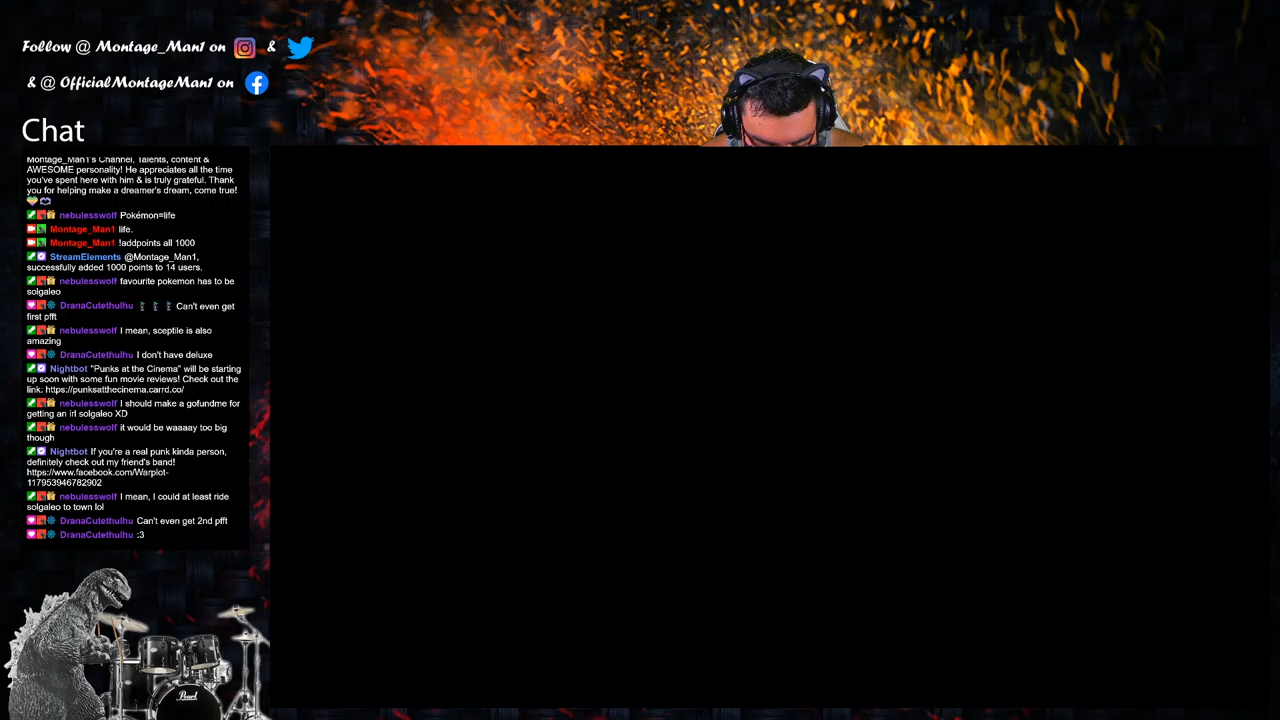 Follow @ Montage_Man1 on &
& @ OfficialMontageMan1 on
Chat
Montage_Man1's Channel, Talents, content &
AWESOME personality! He appreciates all the time
you've spent here with him & is truly grateful. Thank
you for helping make a dreamer's dream, come true!
nebulesswolf Pokémon=life
Montage_Man1 life.
Montage_Man1 !addpoints all 1000
StreamElements @Montage_Man1,
successfully added 1000 points to 14 users.
nebulesswolf favourite pokemon has to be
solgaleo
DranaCutethulhu Can't even get
first pfft
nebulesswolf I mean, sceptile is also
amazing
DranaCutethulhu I don't have deluxe
Nightbot "Punks at the Cinema" will be starting
up soon with some fun movie reviews! Check out the
link: https://punksatthecinema.carrd.co/
nebulesswolf I should make a gofundme for
getting an irl solgaleo XD
nebulesswolf it would be waaaay too big
though
Nightbot If you're a real punk kinda person,
definitely check out my friend's band!
https://www.facebook.com/Warplot-
117953946782902
nebulesswolf I mean, I could at least ride
solgaleo to town lol
DranaCutethulhu Can't even get 2nd pfft
DranaCutethulhu :3
Pearl